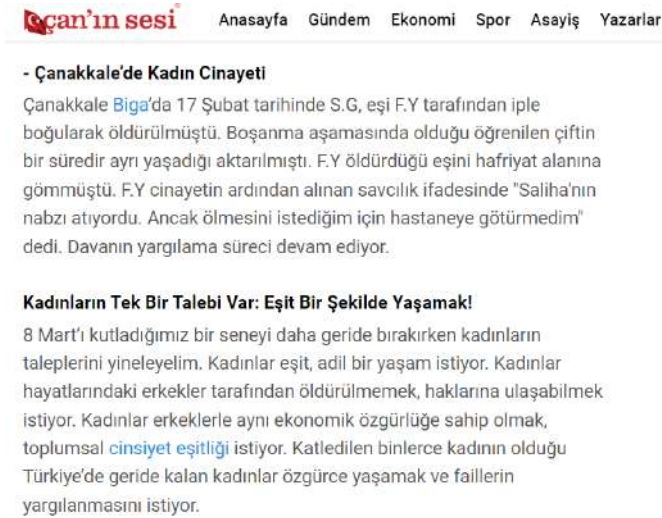 çan'ın sesi Anasayfa Gündem Ekonomi Spor Asayiş Yazarlar
- Çanakkale'de Kadın Cinayeti
Çanakkale Biga'da 17 Şubat tarihinde S.G, eşi F.Y tarafından iple
boğularak öldürülmüştü. Boşanma aşamasında olduğu öğrenilen çiftin
bir süredir ayrı yaşadığı aktarılmıştı. F.Y öldürdüğü eşini hafriyat alanına
gömmüştü. F.Y cinayetin ardından alınan savcılık ifadesinde "Saliha'nın
nabzı atıyordu. Ancak ölmesini istediğim için hastaneye götürmedim"
dedi. Davanın yargılama süreci devam ediyor.
Kadınların Tek Bir Talebi Var: Eşit Bir Şekilde Yaşamak!
8 Mart'ı kutladığımız bir seneyi daha geride bırakırken kadınların
taleplerini yineleyelim. Kadınlar eşit, adil bir yaşam istiyor. Kadınlar
hayatlarındaki erkekler tarafından öldürülmemek, haklarına ulaşabilmek
istiyor. Kadınlar erkeklerle aynı ekonomik özgürlüğe sahip olmak,
toplumsal cinsiyet eşitliği istiyor. Katledilen binlerce kadının olduğu
Türkiye'de geride kalan kadınlar özgürce yaşamak ve faillerin
yargılanmasını istiyor.